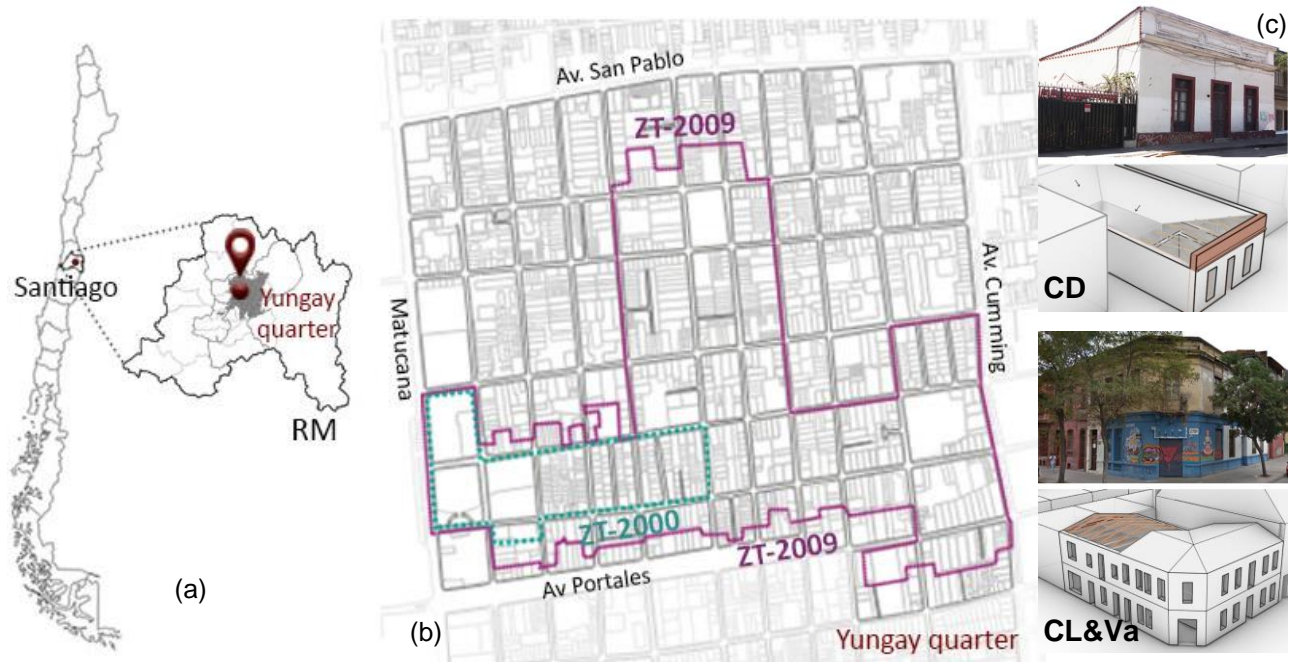 Santiago
Yungay
quarter
RM
(a)
Av. San Pablo
ZT-2009
Matucana
Av. Cumming
ZT-2000
ZT-2009
Av Portales
(b)
Yungay quarter
(c)
CD
CL&Va